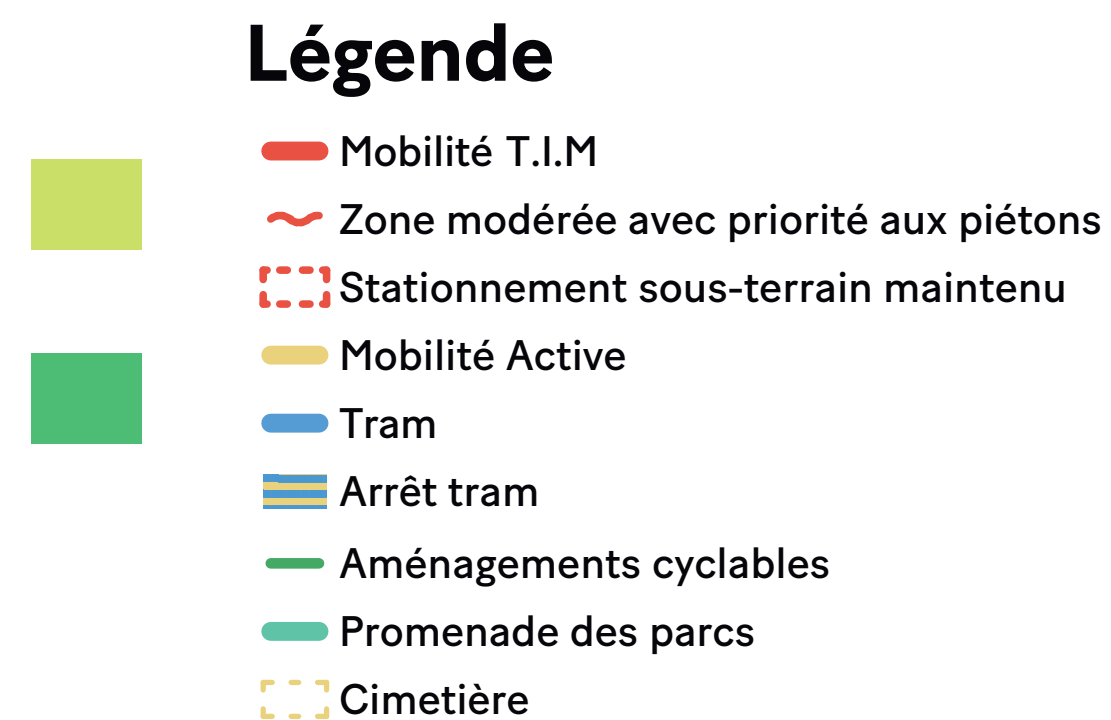 Légende
Mobilité T.I.M
Zone modérée avec priorité aux piétons
Stationnement sous-terrain maintenu
Mobilité Active
Tram
Arrêt tram
Aménagements cyclables
Promenade des parcs
Cimetière